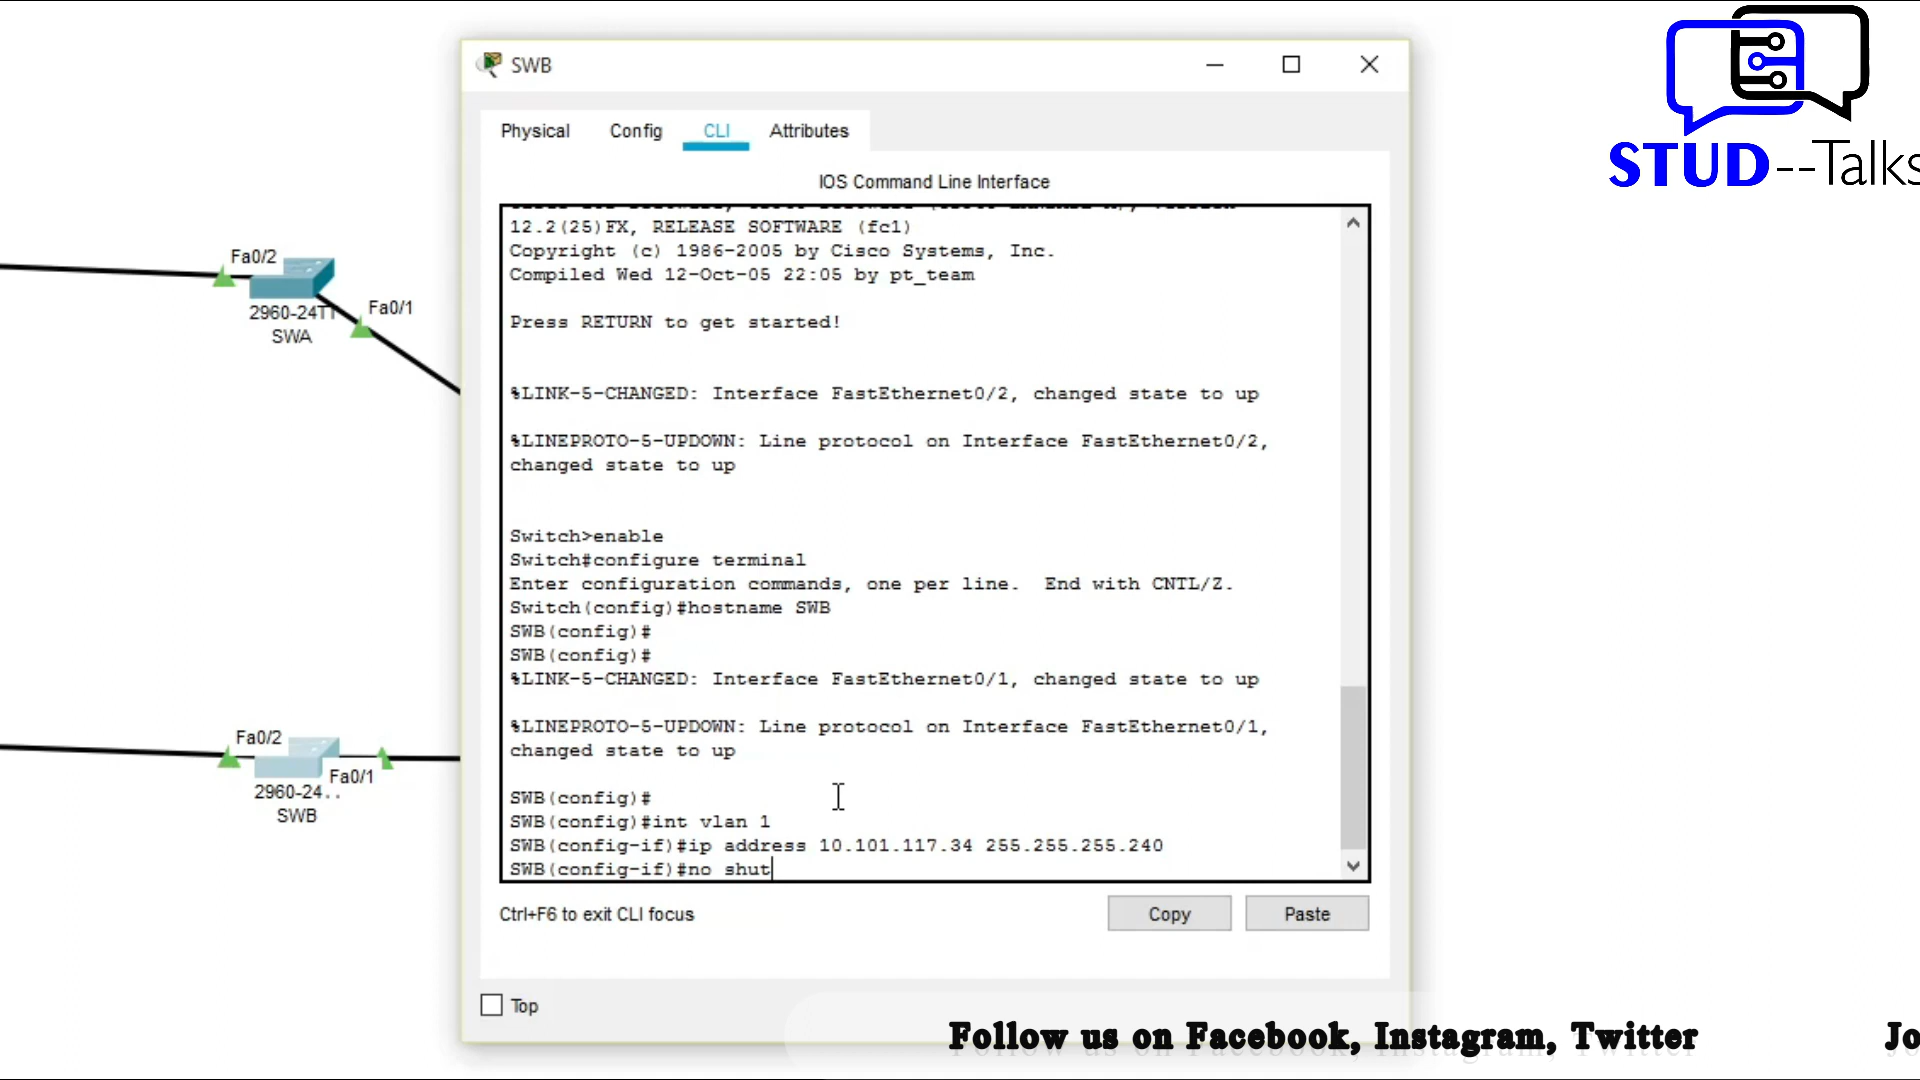 SWB
Physical Config CLI Attributes
IOS Command Line Interface
12.2(25)FX, RELEASE SOFTWARE (fc1)
Copyright (c) 1986-2005 by Cisco Systems, Inc.
Compiled Wed 12-Oct-05 22:05 by pt_team
Press RETURN to get started!
%LINK-5-CHANGED: Interface FastEthernet0/2, changed state to up
%LINEPROTO-5-UPDOWN: Line protocol on Interface FastEthernet0/2,
changed state to up
Switch>enable
Switch#configure terminal
Enter configuration commands, one per line. End with CNTL/Z.
Switch(config)#hostname SWB
SWB(config)#
SWB(config)#
%LINK-5-CHANGED: Interface FastEthernet0/1, changed state to up
%LINEPROTO-5-UPDOWN: Line protocol on Interface FastEthernet0/1,
changed state to up
SWB(config)#
SWB(config)#int vlan 1
SWB(config-if)#ip address 10.101.117.34 255.255.255.240
SWB(config-if)#no shut
Ctrl+F6 to exit CLI focus
Copy
Paste
Top
Fa0/2
Fa0/1
2960-24TT
SWA
Fa0/2
Fa0/1
2960-24..
SWB
STUD--Talks
Follow us on Facebook, Instagram, Twitter
Jo